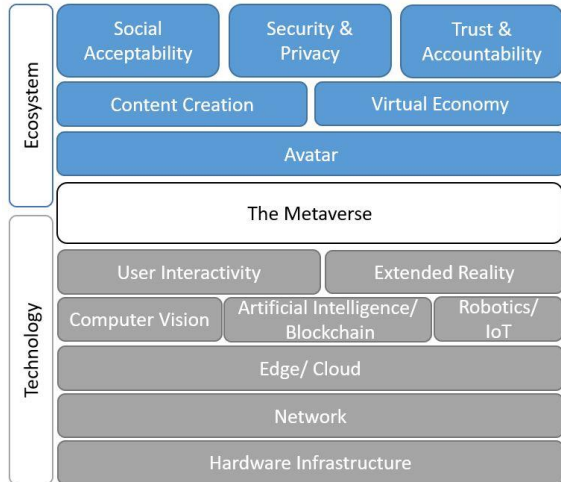 Ecosystem
Social
Acceptability
Security &
Privacy
Trust &
Accountability
Content Creation
Virtual Economy
Avatar
The Metaverse
Technology
User Interactivity
Extended Reality
Computer Vision
Artificial Intelligence/
Blockchain
Robotics/
IoT
Edge/ Cloud
Network
Hardware Infrastructure